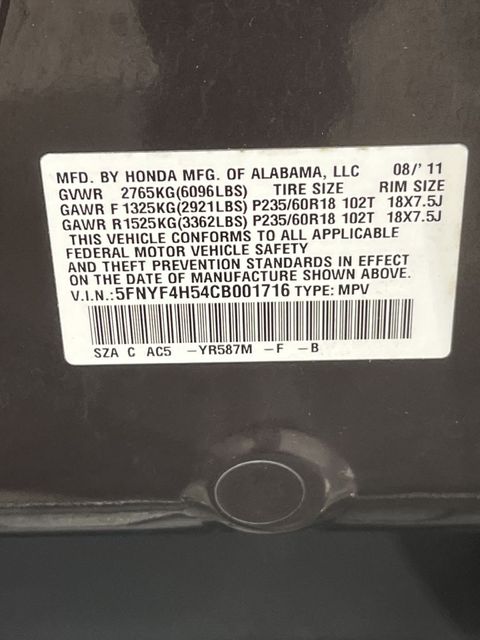 MFD. BY HONDA MFG. OF ALABAMA, LLC 08/' 11
GVWR 2765KG(6096LBS) TIRE SIZE RIM SIZE
GAWR F 1325KG(2921LBS) P235/60R18 102T 18X7.5J
GAWR R1525KG(3362LBS) P235/60R18 102T 18X7.5J
THIS VEHICLE CONFORMS TO ALL APPLICABLE
FEDERAL MOTOR VEHICLE SAFETY
AND THEFT PREVENTION STANDARDS IN EFFECT
ON THE DATE OF MANUFACTURE SHOWN ABOVE.
V.I.N.:5FNYF4H54CB001716 TYPE: MPV
SZA C AC5 -YR587M -F -B